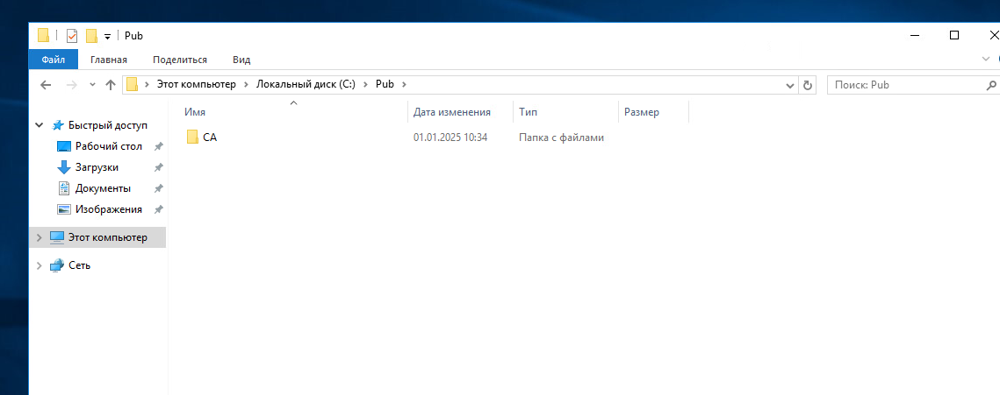 Pub
Файл Главная Поделиться Вид
Этот компьютер Локальный диск (C:) Pub Поиск: Pub
Имя Дата изменения Тип Размер
Быстрый доступ
CA 01.01.2025 10:34 Папка с файлами
Рабочий стол
Загрузки
Документы
Изображения
Этот компьютер
Сеть